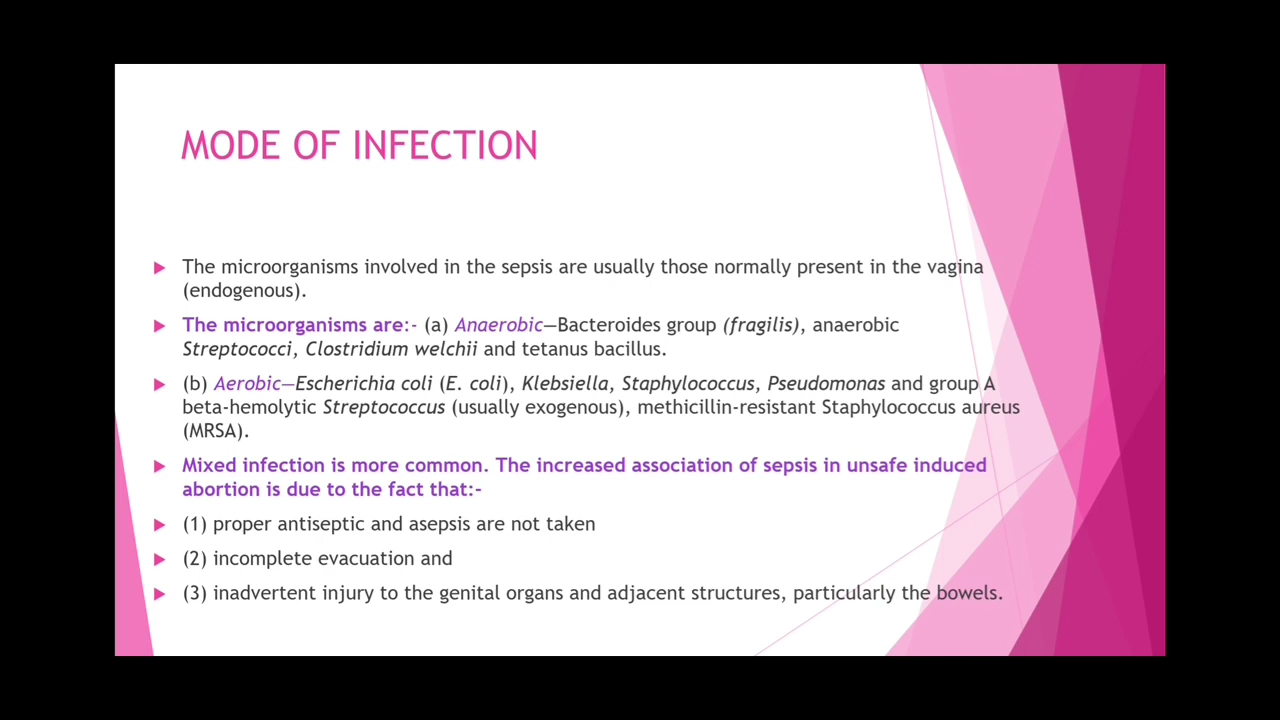 MODE OF INFECTION
The microorganisms involved in the sepsis are usually those normally present in the vagina
(endogenous).
The microorganisms are:- (a) Anaerobic—Bacteroides group (fragilis), anaerobic
Streptococci, Clostridium welchii and tetanus bacillus.
(b) Aerobic—Escherichia coli (E. coli), Klebsiella, Staphylococcus, Pseudomonas and group A
beta-hemolytic Streptococcus (usually exogenous), methicillin-resistant Staphylococcus aureus
(MRSA).
Mixed infection is more common. The increased association of sepsis in unsafe induced
abortion is due to the fact that:-
(1) proper antiseptic and asepsis are not taken
(2) incomplete evacuation and
(3) inadvertent injury to the genital organs and adjacent structures, particularly the bowels.